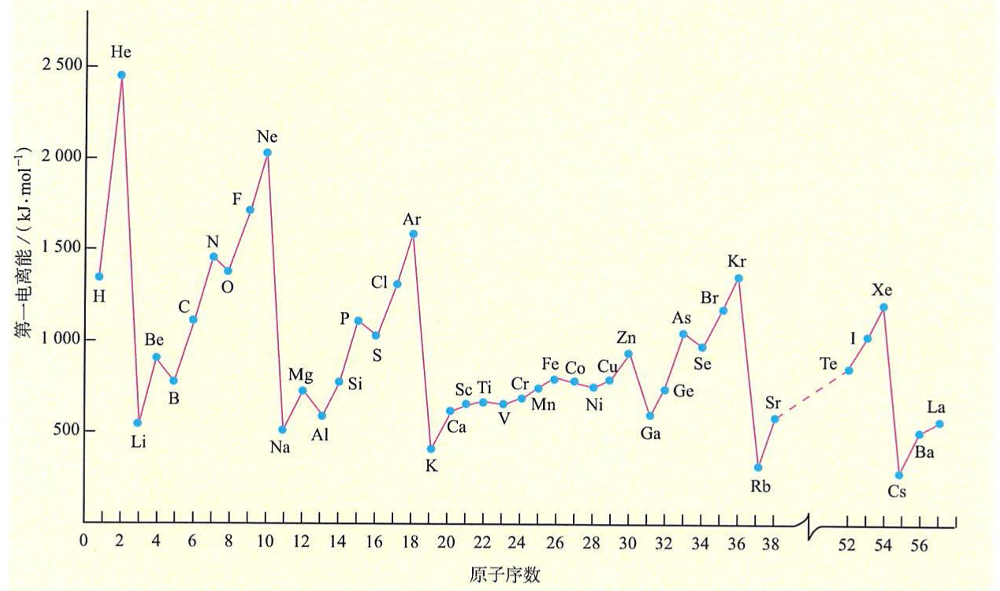 He
2 500
Ne
2 000
F
N
1 500
O
H
C
Be
1 000
B
500
Li
Ar
Cl
P
S
Mg
Si
Al
Na
Kr
Br
As
Zn
Se
Fe Co Cu
Sc Ti Cr
Mn Ni
V
Ca
Ge
Ga
K
Xe
I
Te
Sr
La
Ba
Rb
Cs
第一电离能/(kJ·mol⁻¹)
0 2 4 6 8 10 12 14 16 18 20 22 24 26 28 30 32 34 36 38 52 54 56
原子序数